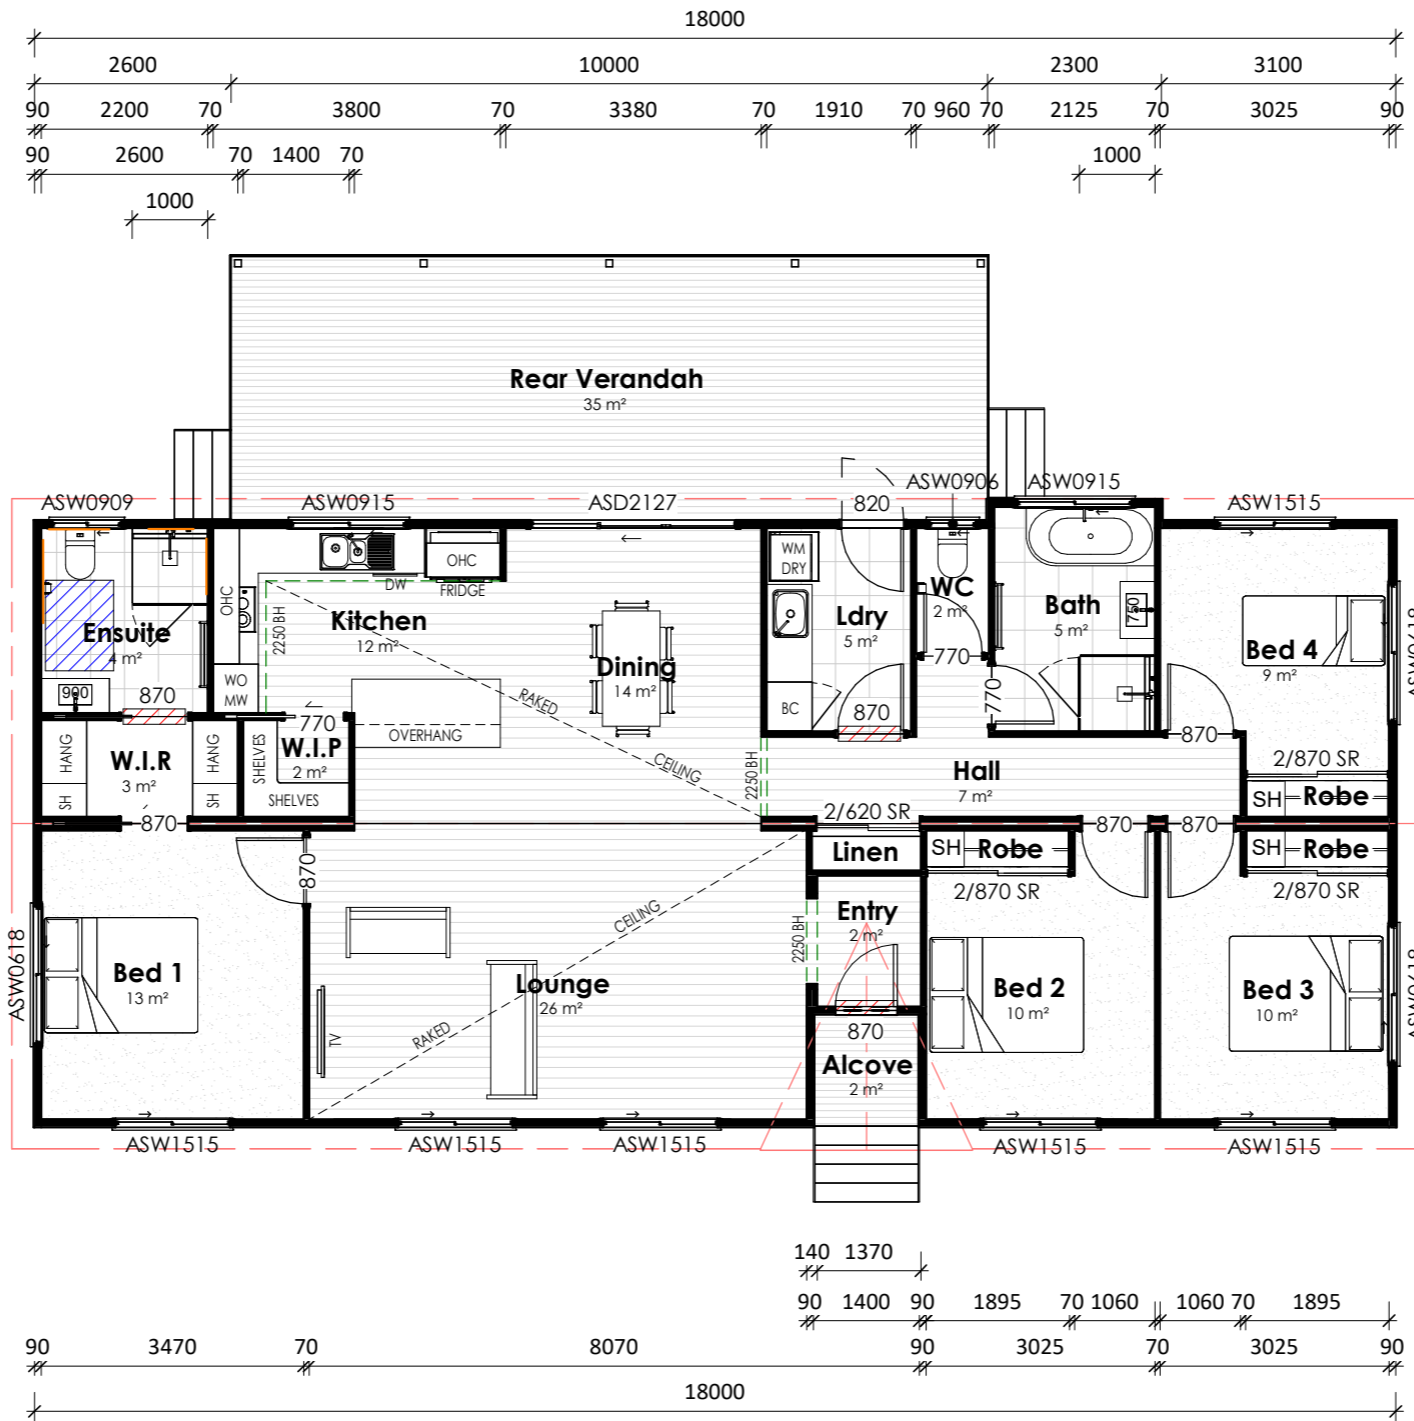 18000
2600 10000 2300 3100
90 2200 70 3800 70 3380 70 1910 70 960 70 2125 70 3025 90
90 2600 70 1400 70 1000
1000
Rear Verandah
35 m²
ASW0909 ASW0915 ASD2127 820 ASW0906 ASW0915 ASW1515
OHC
WM
DRY
DW
FRIDGE
OHC
2250 BH
Kitchen
12 m²
Ensuite
4 m²
900
870
WO
MW
770
OVERHANG
RAKED
CEILING
Dining
14 m²
Ldry
5 m²
BC
870
WC
2 m²
770
Bath
5 m²
750
770
Bed 4
9 m²
ASW0618
870
2/870 SR
SH Robe
HANG
SH
W.I.R
3 m²
HANG
SH
SHELVES
W.I.P
2 m²
SHELVES
2250 BH
Hall
7 m²
2/620 SR
870
870
870
870
Linen
SH Robe
2/870 SR
SH Robe
2/870 SR
CEILING
RAKED
2250 BH
Entry
2 m²
Bed 1
13 m²
ASW0618
TV
Lounge
26 m²
870
Alcove
2 m²
Bed 2
10 m²
Bed 3
10 m²
ASW0618
ASW1515 ASW1515 ASW1515 ASW1515 ASW1515
140 1370
90 1400 90 1895 70 1060 1060 70 1895
90 3470 70 8070 90 3025 70 3025 90
18000